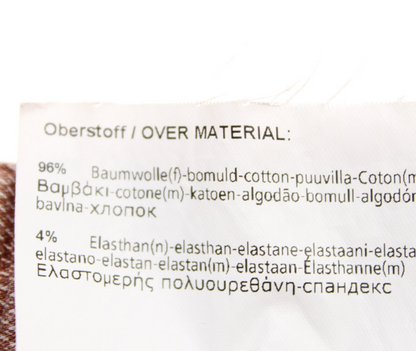 Oberstoff / OVER MATERIAL:
96% Baumwolle(f)-bomuld-cotton-puuvilla-Coton(m
Βαμβάκι-cotone(m)-katoen-algodão-bomull-algodón
bavlna-хлопок
4% Elasthan(n)-elasthan-elastane-elastaani-elasta
elastano-elastan-elastan(m)-elastaan-Élasthanne(m)
Ελαστομερής πολυουρεθάνη-спандекс